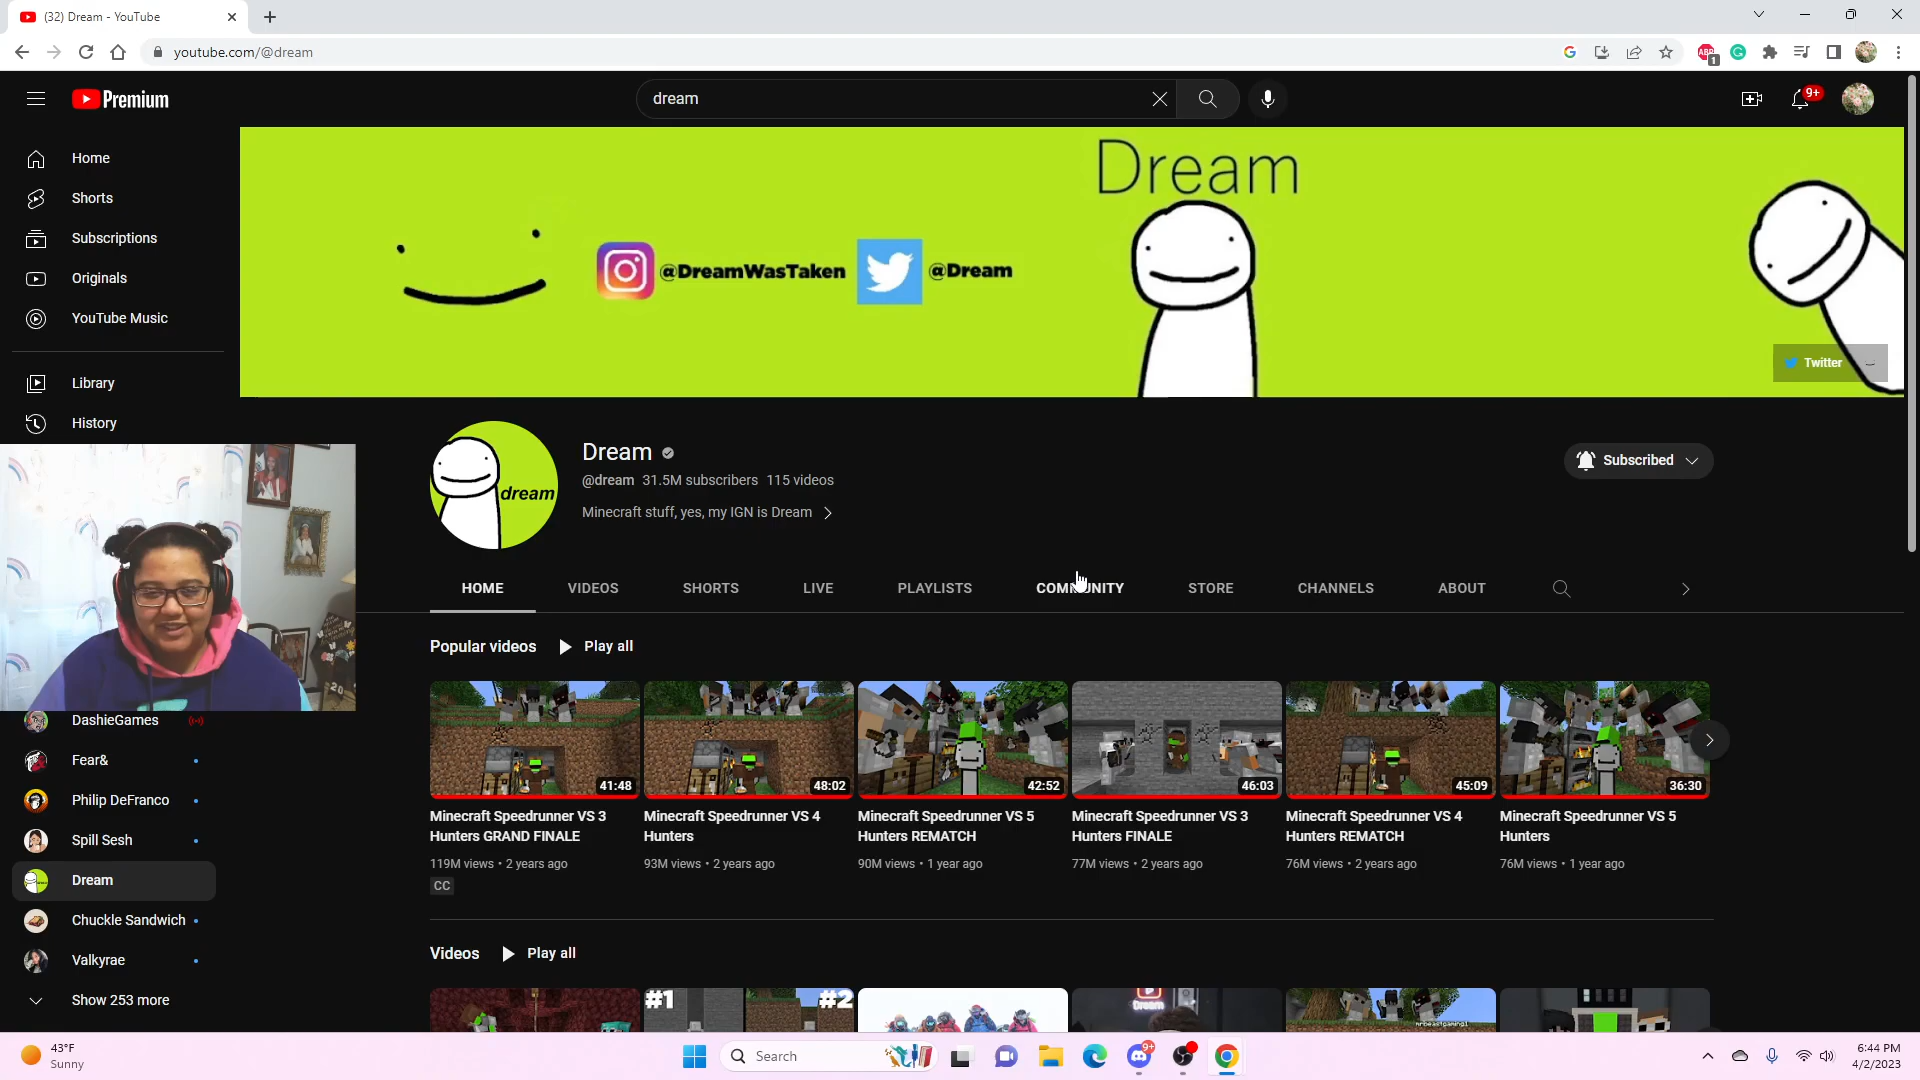 (32) Dream - YouTube
youtube.com/@dream
ABP
1
Premium
dream
9+
Home
Shorts
Subscriptions
Originals
YouTube Music
Library
History
DashieGames
Fear&
Philip DeFranco
Spill Sesh
Dream
Chuckle Sandwich
Valkyrae
Show 253 more
Dream
@DreamWasTaken
@Dream
Twitter
dream
Dream
@dream 31.5M subscribers 115 videos
Minecraft stuff, yes, my IGN is Dream
Subscribed
HOME VIDEOS SHORTS LIVE PLAYLISTS COMMUNITY STORE CHANNELS ABOUT
Popular videos Play all
41:48
48:02
42:52
46:03
45:09
36:30
Minecraft Speedrunner VS 3
Hunters GRAND FINALE
119M views • 2 years ago
CC
Minecraft Speedrunner VS 4
Hunters
93M views • 2 years ago
Minecraft Speedrunner VS 5
Hunters REMATCH
90M views • 1 year ago
Minecraft Speedrunner VS 3
Hunters FINALE
77M views • 2 years ago
Minecraft Speedrunner VS 4
Hunters REMATCH
76M views • 2 years ago
Minecraft Speedrunner VS 5
Hunters
76M views • 1 year ago
Videos Play all
#1
#2
Dream
mrbeastgaming1
43°F
Sunny
Search
9+
6:44 PM
4/2/2023
20